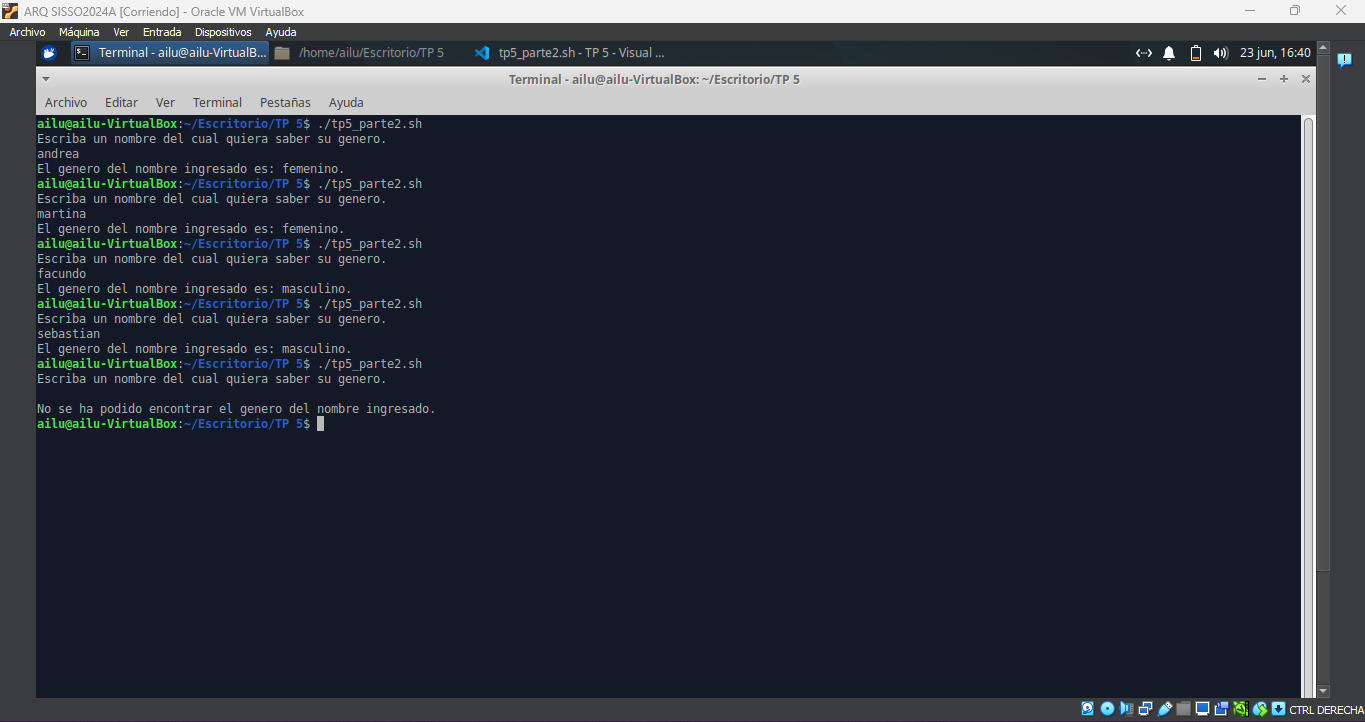 ARQ SISSO2024A [Corriendo] - Oracle VM VirtualBox
Archivo Máquina Ver Entrada Dispositivos Ayuda
Terminal - ailu@ailu-VirtualB... /home/ailu/Escritorio/TP 5 tp5_parte2.sh - TP 5 - Visual ... 23 jun, 16:40
Terminal - ailu@ailu-VirtualBox: ~/Escritorio/TP 5
Archivo Editar Ver Terminal Pestañas Ayuda
ailu@ailu-VirtualBox:~/Escritorio/TP 5$ ./tp5_parte2.sh
Escriba un nombre del cual quiera saber su genero.
andrea
El genero del nombre ingresado es: femenino.
ailu@ailu-VirtualBox:~/Escritorio/TP 5$ ./tp5_parte2.sh
Escriba un nombre del cual quiera saber su genero.
martina
El genero del nombre ingresado es: femenino.
ailu@ailu-VirtualBox:~/Escritorio/TP 5$ ./tp5_parte2.sh
Escriba un nombre del cual quiera saber su genero.
facundo
El genero del nombre ingresado es: masculino.
ailu@ailu-VirtualBox:~/Escritorio/TP 5$ ./tp5_parte2.sh
Escriba un nombre del cual quiera saber su genero.
sebastian
El genero del nombre ingresado es: masculino.
ailu@ailu-VirtualBox:~/Escritorio/TP 5$ ./tp5_parte2.sh
Escriba un nombre del cual quiera saber su genero.
No se ha podido encontrar el genero del nombre ingresado.
ailu@ailu-VirtualBox:~/Escritorio/TP 5$
CTRL DERECHA